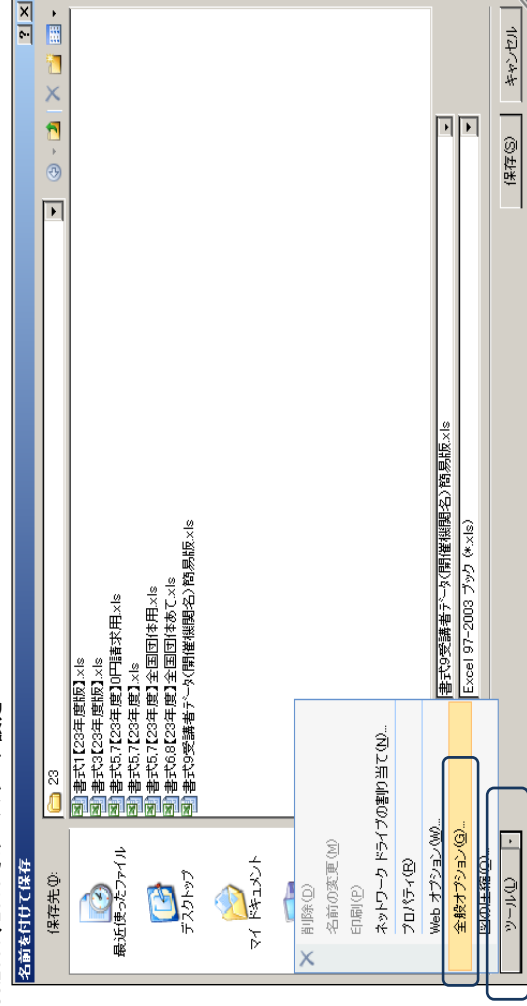 名前を付けて保存
保存先(I):
23
最近使ったファイル
デスクトップ
マイ ドキュメント
書式1【23年度版】.xls
書式3【23年度版】.xls
書式5,7【23年度】0円請求用.xls
書式5,7【23年度】.xls
書式5,7【23年度】全国団体用.xls
書式6,8【23年度】全国団体あて.xls
書式9受講者データ(開催機関名)簡易版.xls
削除(D)
名前の変更(M)
印刷(P)
ネットワーク ドライブの割り当て(N)...
プロパティ(R)
Web オプション(W)...
全般オプション(G)...
図の圧縮(O)...
書式9受講者データ(開催機関名)簡易版.xls
Excel 97-2003 ブック (*.xls)
ツール(L)
保存(S)
キャンセル